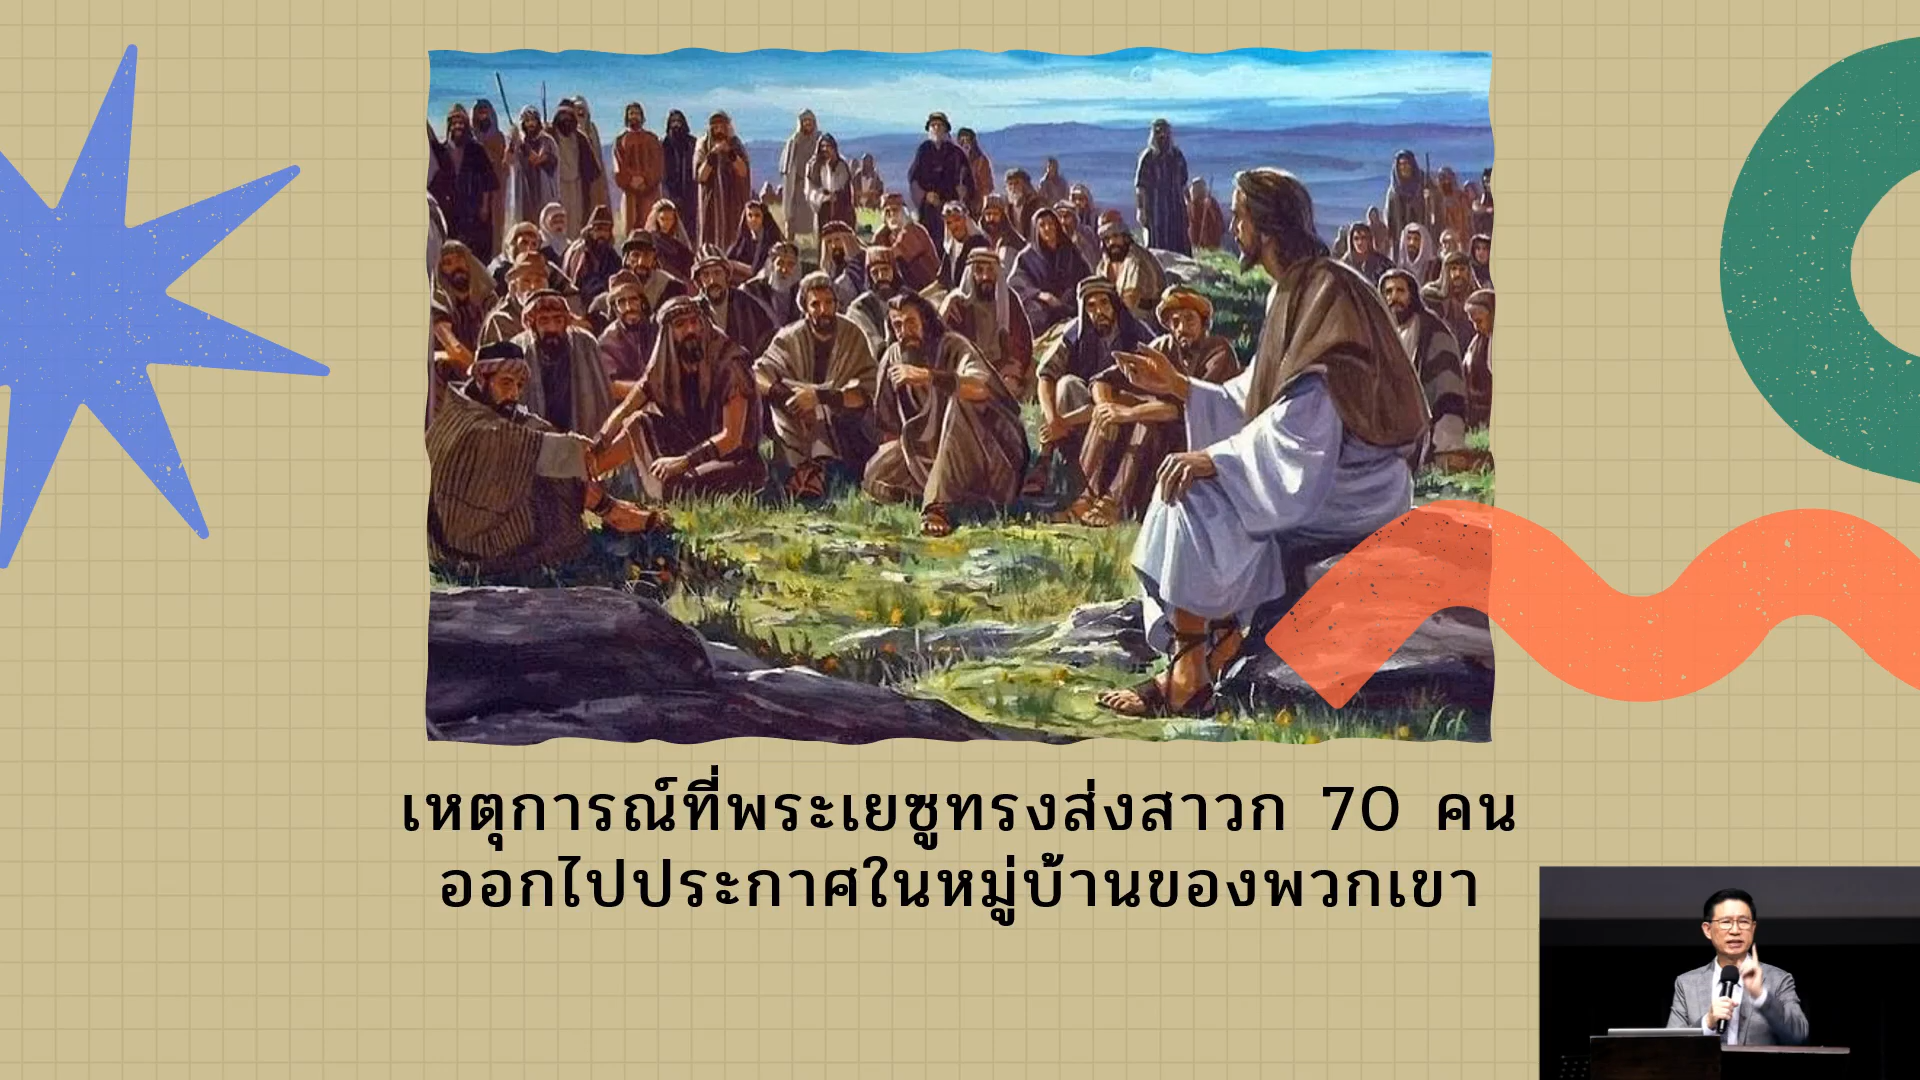 เหตุการณ์ที่พระเยซูทรงส่งสาวก 70 คน
ออกไปประกาศในหมู่บ้านของพวกเขา